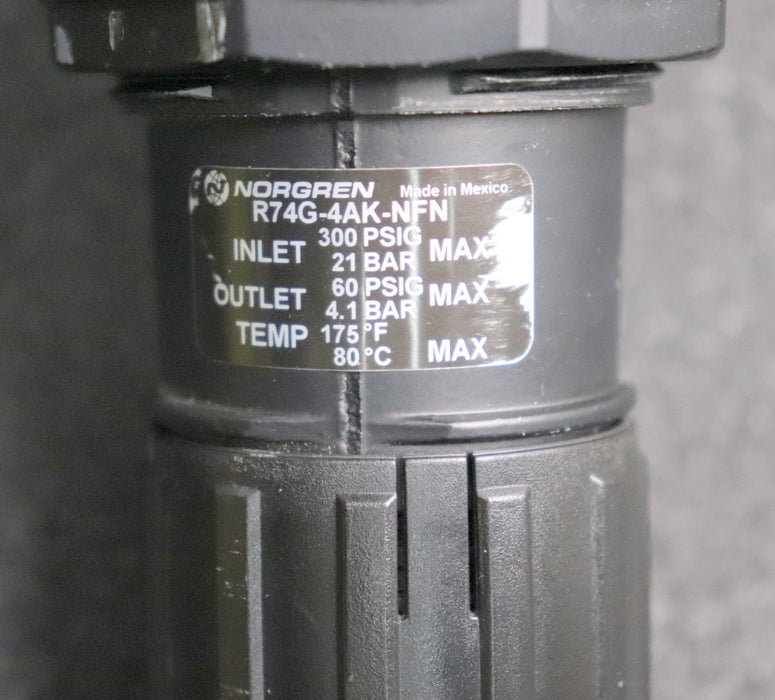 NORGREN Made in Mexico
R74G-4AK-NFN
INLET 300 PSIG 21 BAR MAX
OUTLET 60 PSIG 4.1 BAR MAX
TEMP 175 °F 80 °C MAX